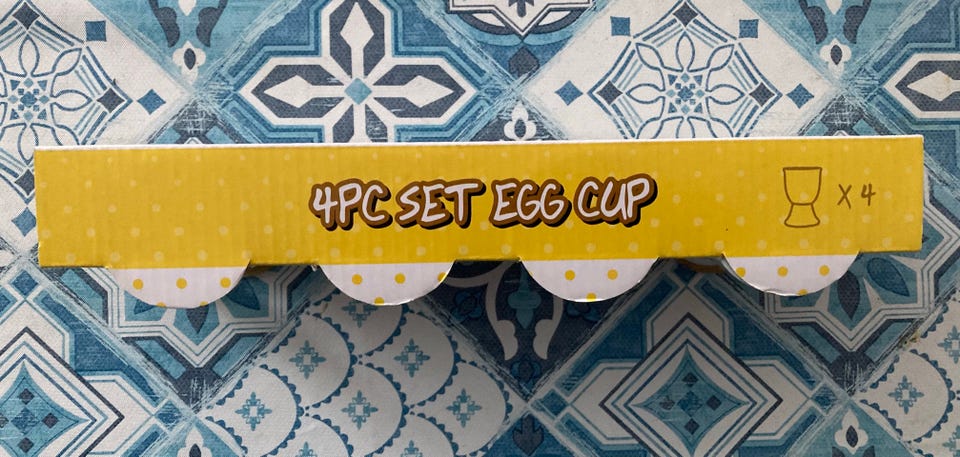 4PC SET EGG CUP
X 4